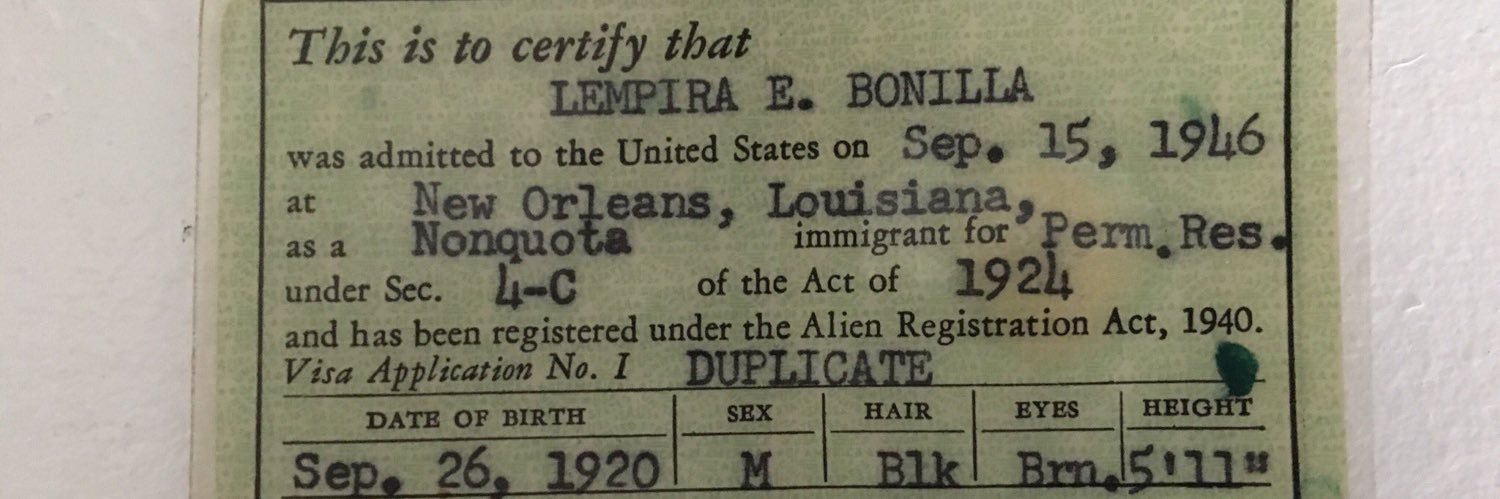 This is to certify that
LEMPIRA E. BONILLA
was admitted to the United States on Sep. 15, 1946
at New Orleans, Louisiana,
as a Nonquota immigrant for Perm. Res.
under Sec. 4-C of the Act of 1924
and has been registered under the Alien Registration Act, 1940.
Visa Application No. I DUPLICATE
DATE OF BIRTH SEX HAIR EYES HEIGHT
Sep. 26, 1920 M Blk Brn. 5'11"